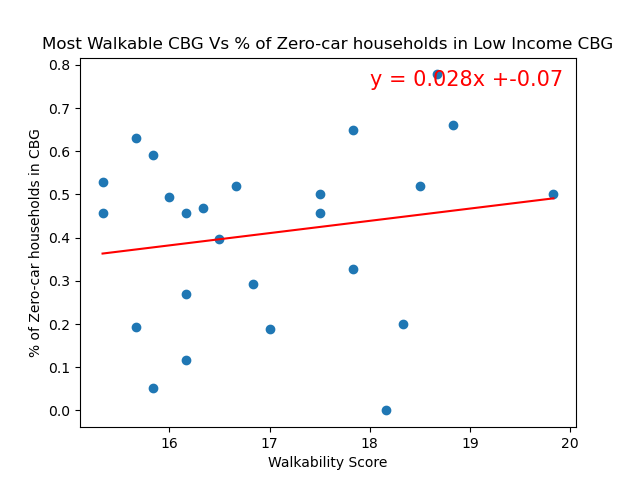 Most Walkable CBG Vs % of Zero-car households in Low Income CBG
y = 0.028x +-0.07
% of Zero-car households in CBG
0.8
0.7
0.6
0.5
0.4
0.3
0.2
0.1
0.0
16 17 18 19 20
Walkability Score